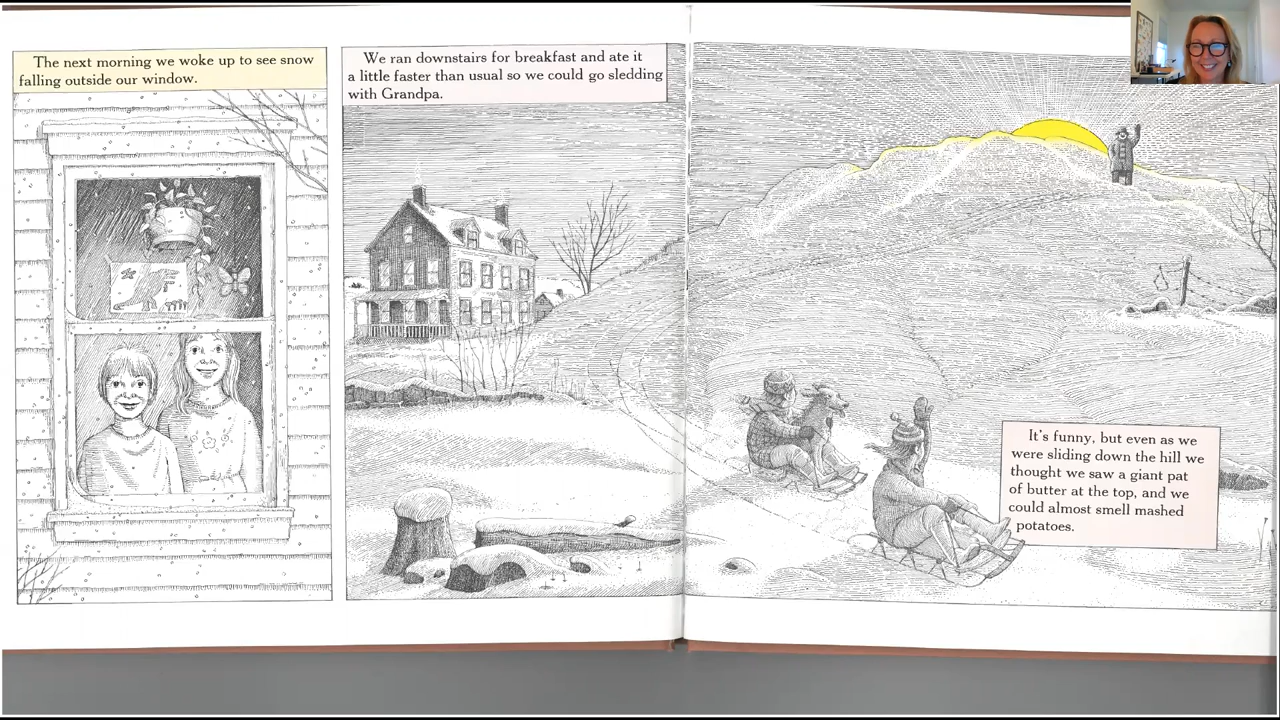 The next morning we woke up to see snow
falling outside our window.
We ran downstairs for breakfast and ate it
a little faster than usual so we could go sledding
with Grandpa.
It's funny, but even as we
were sliding down the hill we
thought we saw a giant pat
of butter at the top, and we
could almost smell mashed
potatoes.